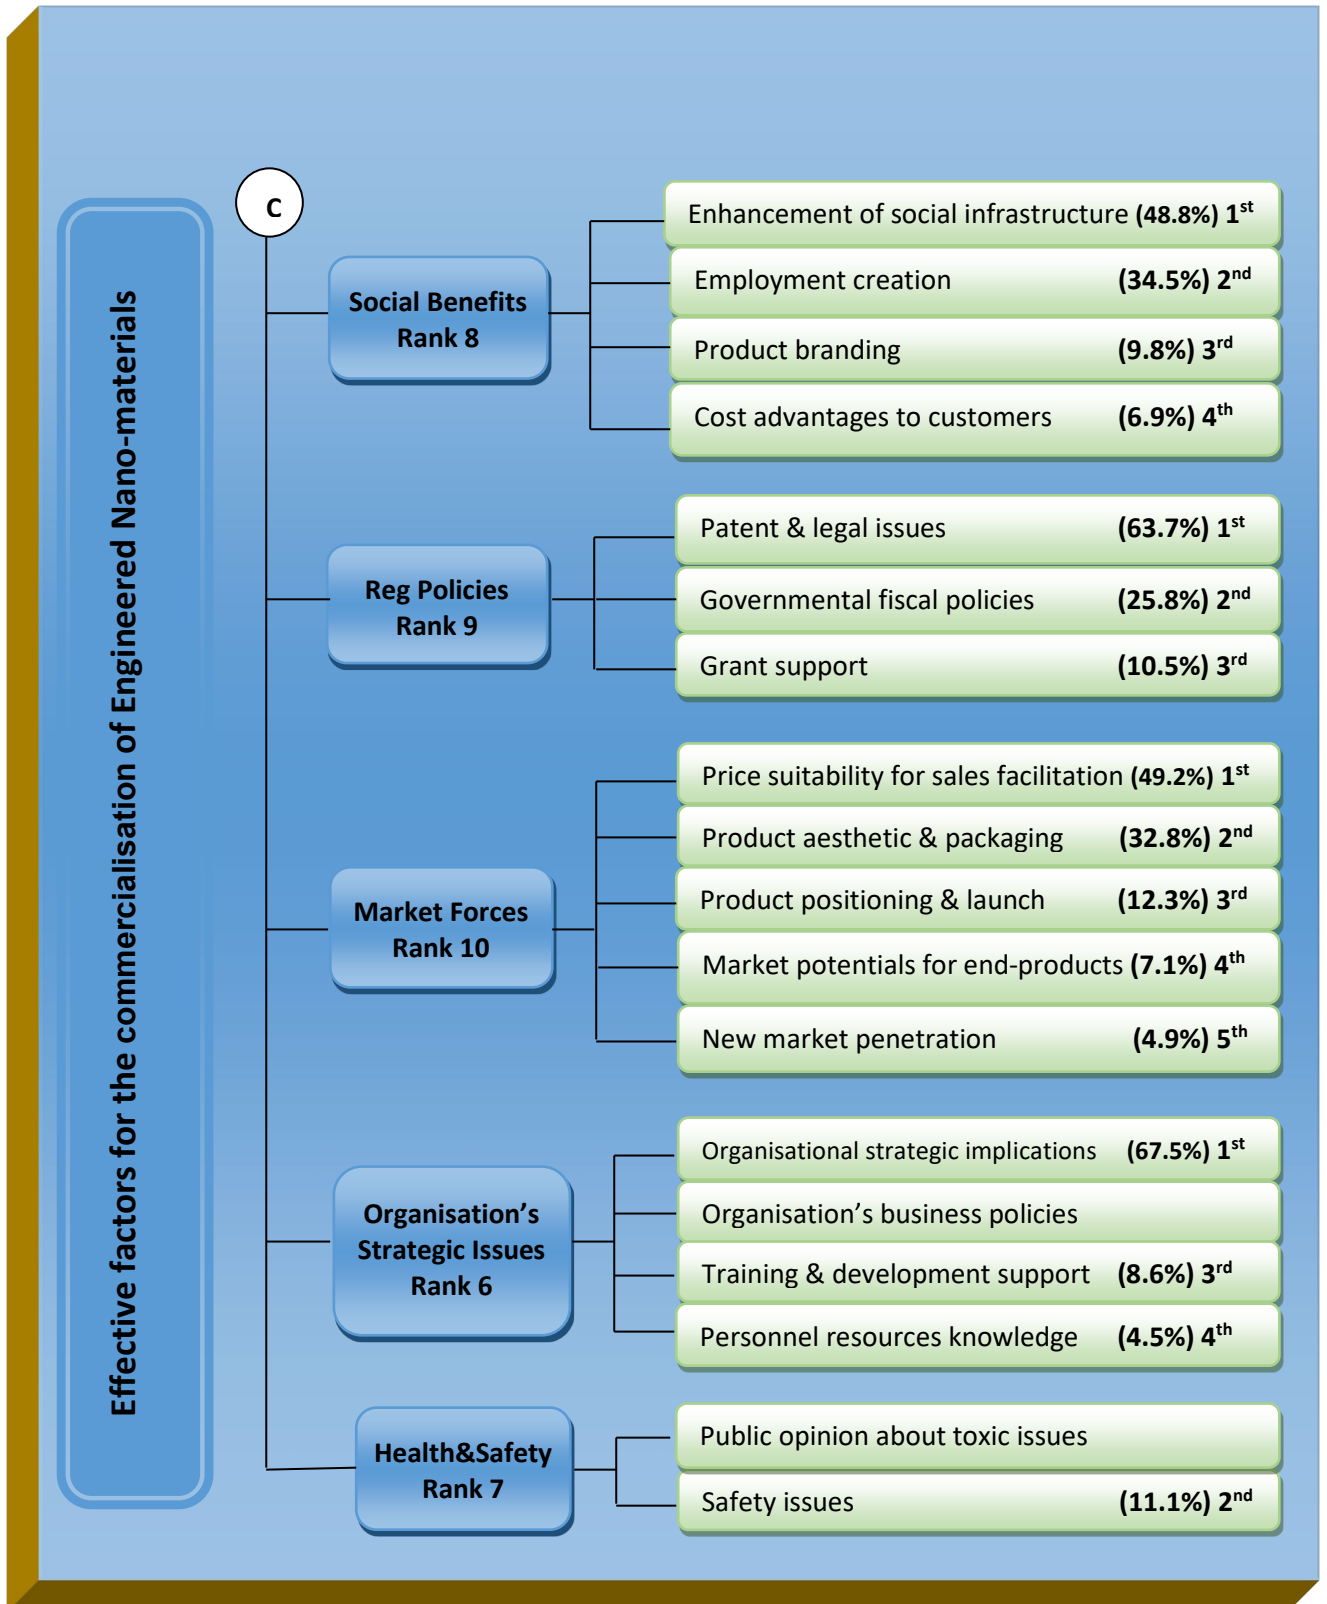 Effective factors for the commercialisation of Engineered Nano-materials
C
Social Benefits
Rank 8
Enhancement of social infrastructure (48.8%) 1st
Employment creation (34.5%) 2nd
Product branding (9.8%) 3rd
Cost advantages to customers (6.9%) 4th
Reg Policies
Rank 9
Patent & legal issues (63.7%) 1st
Governmental fiscal policies (25.8%) 2nd
Grant support (10.5%) 3rd
Market Forces
Rank 10
Price suitability for sales facilitation (49.2%) 1st
Product aesthetic & packaging (32.8%) 2nd
Product positioning & launch (12.3%) 3rd
Market potentials for end-products (7.1%) 4th
New market penetration (4.9%) 5th
Organisation’s
Strategic Issues
Rank 6
Organisational strategic implications (67.5%) 1st
Organisation’s business policies
Training & development support (8.6%) 3rd
Personnel resources knowledge (4.5%) 4th
Health&Safety
Rank 7
Public opinion about toxic issues
Safety issues (11.1%) 2nd